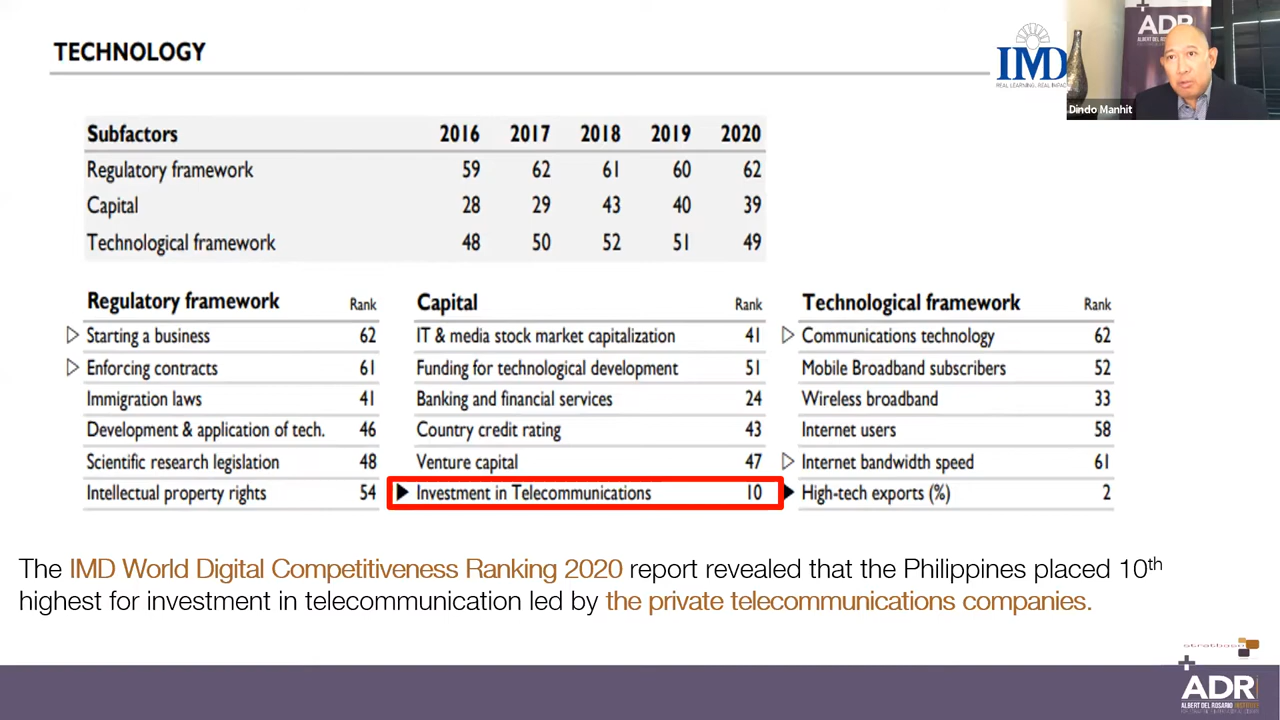 TECHNOLOGY
IMD
REAL LEARNING. REAL IMPACT
ADR
Dindo Manhit
Subfactors 2016 2017 2018 2019 2020
Regulatory framework 59 62 61 60 62
Capital 28 29 43 40 39
Technological framework 48 50 52 51 49
Regulatory framework Rank
Starting a business 62
Enforcing contracts 61
Immigration laws 41
Development & application of tech. 46
Scientific research legislation 48
Intellectual property rights 54
Capital Rank
IT & media stock market capitalization 41
Funding for technological development 51
Banking and financial services 24
Country credit rating 43
Venture capital 47
Investment in Telecommunications 10
Technological framework Rank
Communications technology 62
Mobile Broadband subscribers 52
Wireless broadband 33
Internet users 58
Internet bandwidth speed 61
High-tech exports (%) 2
The IMD World Digital Competitiveness Ranking 2020 report revealed that the Philippines placed 10th
highest for investment in telecommunication led by the private telecommunications companies.
stratbase
ADR
ALBERT DEL ROSARIO INSTITUTE